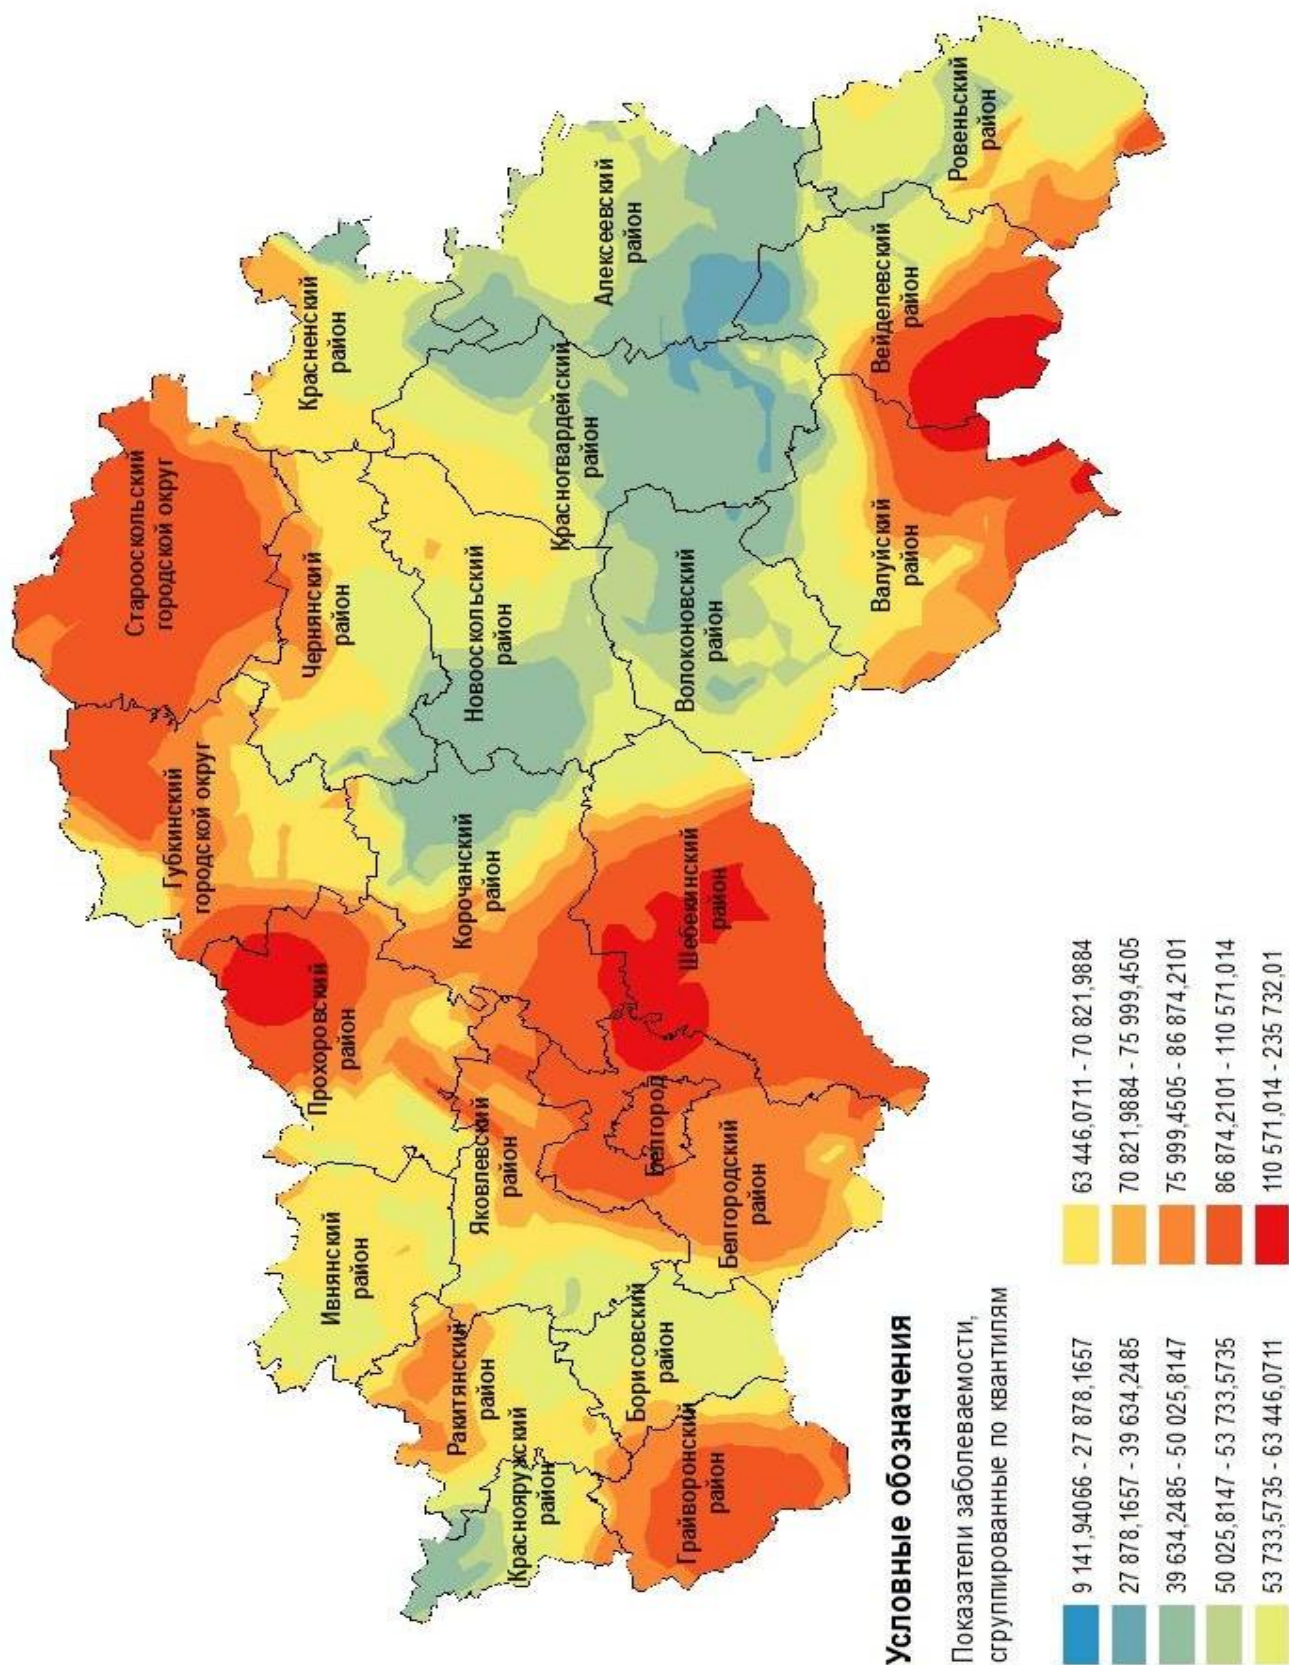 Старооскольский
городской округ
Губкинский
городской округ
Красненский
район
Чернянский
район
Прохоровский
район
Ивнянский
район
Алексеевский
район
Красногвардейский
район
Новооскольский
район
Корочанский
район
Яковлевский
район
Ракитянский
район
Краснояружский
район
Ровеньский
район
Вейделевский
район
Валуйский
район
Волоконовский
район
Шебекинский
район
Белгород
Белгородский
район
Борисовский
район
Грайворонский
район
Условные обозначения
Показатели заболеваемости,
сгруппированные по квантилям
9 141,94066 - 27 878,1657
27 878,1657 - 39 634,2485
39 634,2485 - 50 025,8147
50 025,8147 - 53 733,5735
53 733,5735 - 63 446,0711
63 446,0711 - 70 821,9884
70 821,9884 - 75 999,4505
75 999,4505 - 86 874,2101
86 874,2101 - 110 571,014
110 571,014 - 235 732,01